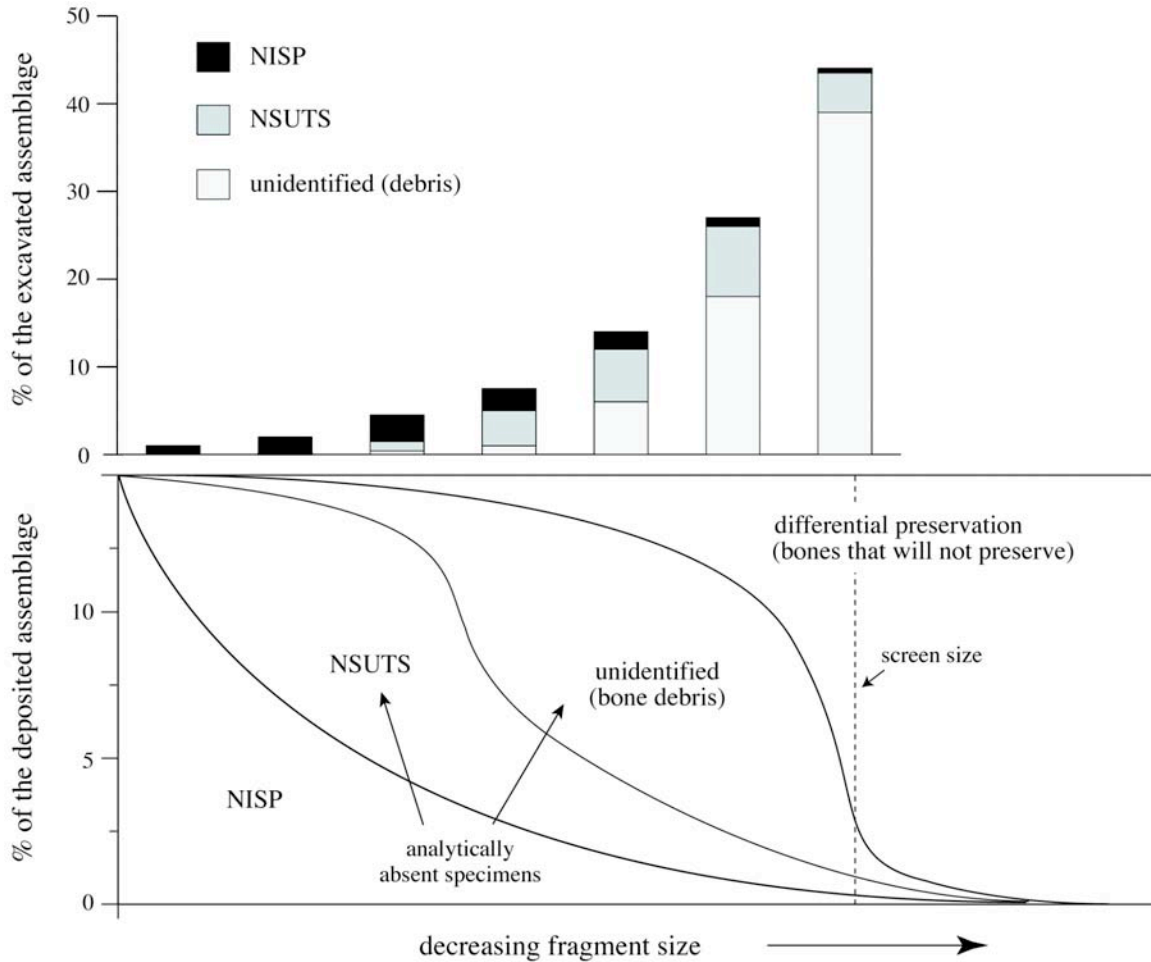 % of the excavated assemblage
50
40
30
20
10
0
NISP
NSUTS
unidentified (debris)
% of the deposited assemblage
10
5
0
differential preservation
(bones that will not preserve)
screen size
NSUTS
unidentified
(bone debris)
NISP
analytically
absent specimens
decreasing fragment size